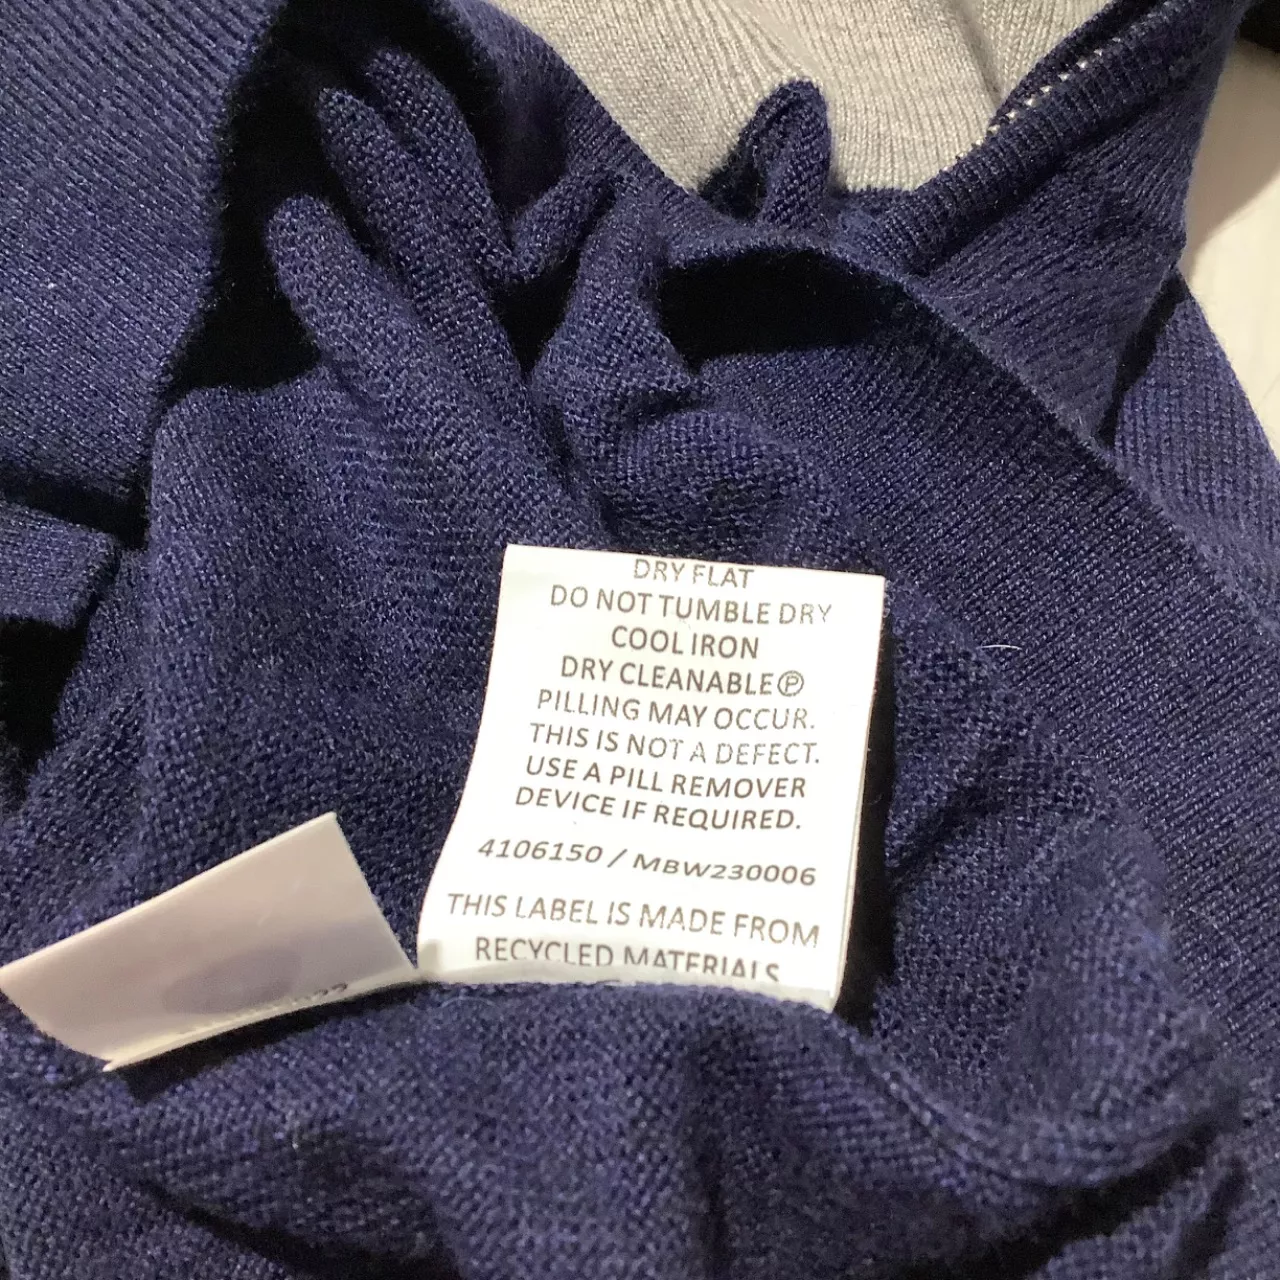 DRY FLAT
DO NOT TUMBLE DRY
COOL IRON
DRY CLEANABLE Ⓟ
PILLING MAY OCCUR.
THIS IS NOT A DEFECT.
USE A PILL REMOVER
DEVICE IF REQUIRED.
4106150 / MBW230006
THIS LABEL IS MADE FROM
RECYCLED MATERIALS